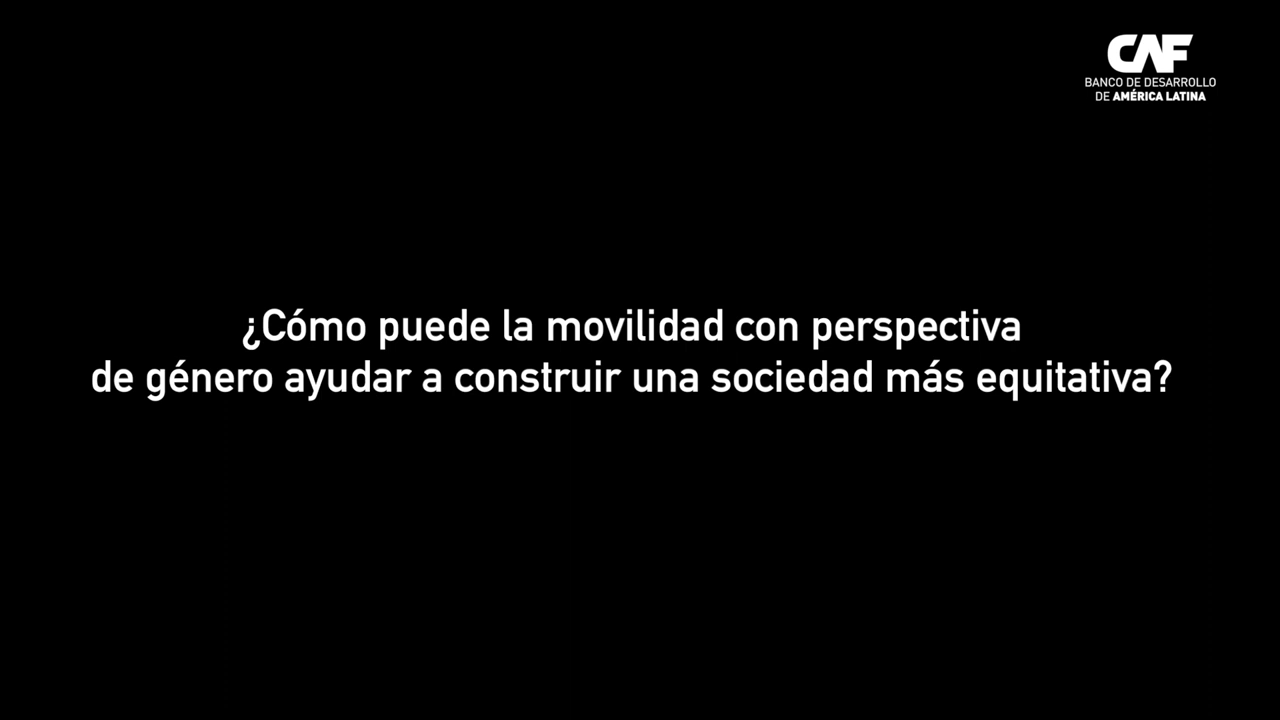 CAF
BANCO DE DESARROLLO
DE AMÉRICA LATINA
¿Cómo puede la movilidad con perspectiva
de género ayudar a construir una sociedad más equitativa?